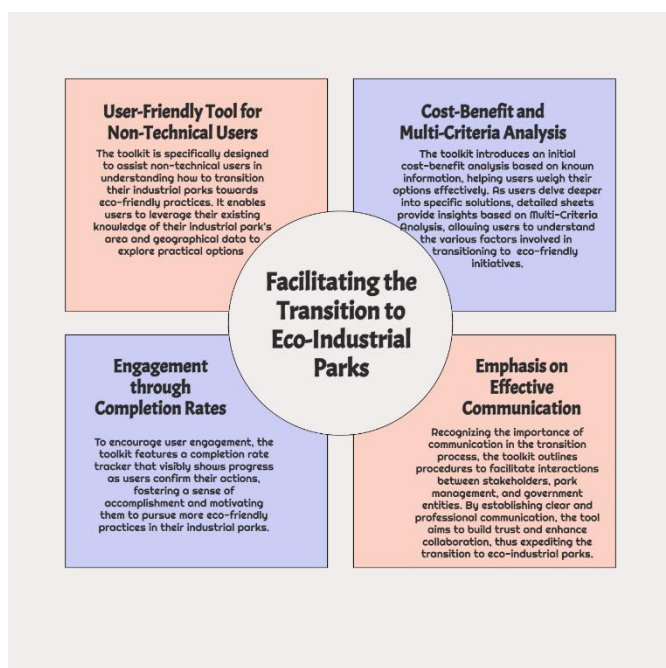 User-Friendly Tool for
Non-Technical Users
The toolkit is specifically designed
to assist non-technical users in
understanding how to transition
their industrial parks towards
eco-friendly practices. It enables
users to leverage their existing
knowledge of their industrial park's
area and geographical data to
explore practical options
Cost-Benefit and
Multi-Criteria Analysis
The toolkit introduces an initial
cost-benefit analysis based on known
information, helping users weigh their
options effectively. As users delve deeper
into specific solutions, detailed sheets
provide insights based on Multi-Criteria
Analysis, allowing users to understand
the various factors involved in
transitioning to eco-friendly
initiatives.
Facilitating the
Transition to
Eco-Industrial
Parks
Engagement
through
Completion Rates
To encourage user engagement, the
toolkit features a completion rate
tracker that visibly shows progress
as users confirm their actions,
fostering a sense of
accomplishment and motivating
them to pursue more eco-friendly
practices in their industrial parks.
Emphasis on
Effective
Communication
Recognizing the importance of
communication in the transition
process, the toolkit outlines
procedures to facilitate interactions
between stakeholders, park
management, and government
entities. By establishing clear and
professional communication, the tool
aims to build trust and enhance
collaboration, thus expediting the
transition to eco-industrial parks.